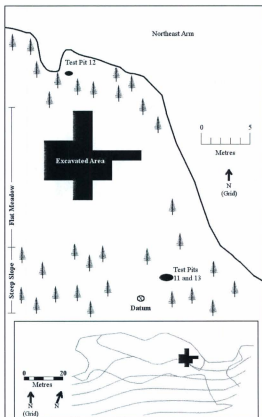 Northeast Arm
Test Pit 12
Excavated Area
0 5
Metres
N
(Grid)
Flat Meadow
Steep Slope
Test Pits
11 and 13
Datum
0 20
Metres
N
(Grid)
N